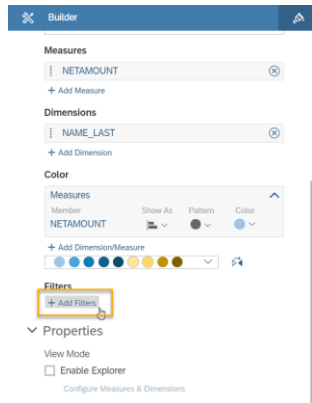 Builder
Measures
NETAMOUNT
+ Add Measure
Dimensions
NAME_LAST
+ Add Dimension
Color
Measures
Member Show As Pattern Color
NETAMOUNT
+ Add Dimension/Measure
Filters
+ Add Filters
Properties
View Mode
Enable Explorer
Configure Measures & Dimensions